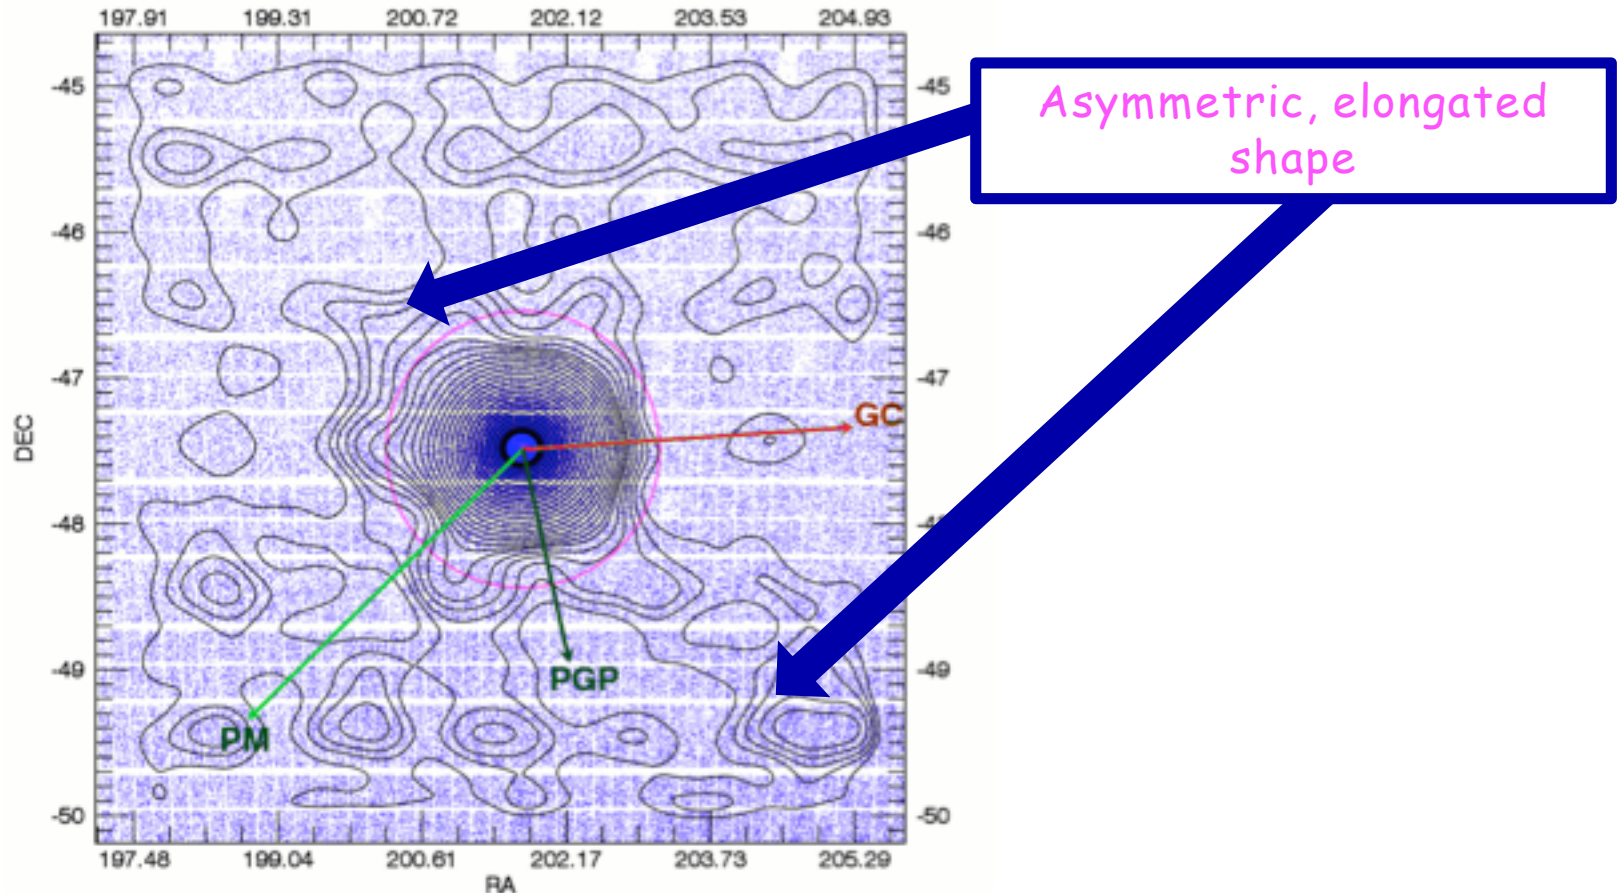 197.91 199.31 200.72 202.12 203.53 204.93
Asymmetric, elongated
shape
-45 -45
-46 -46
-47 -47
GC
DEC
-48
-49 -49
PGP
PM
-50 -50
197.48 199.04 200.61 202.17 203.73 205.29
RA